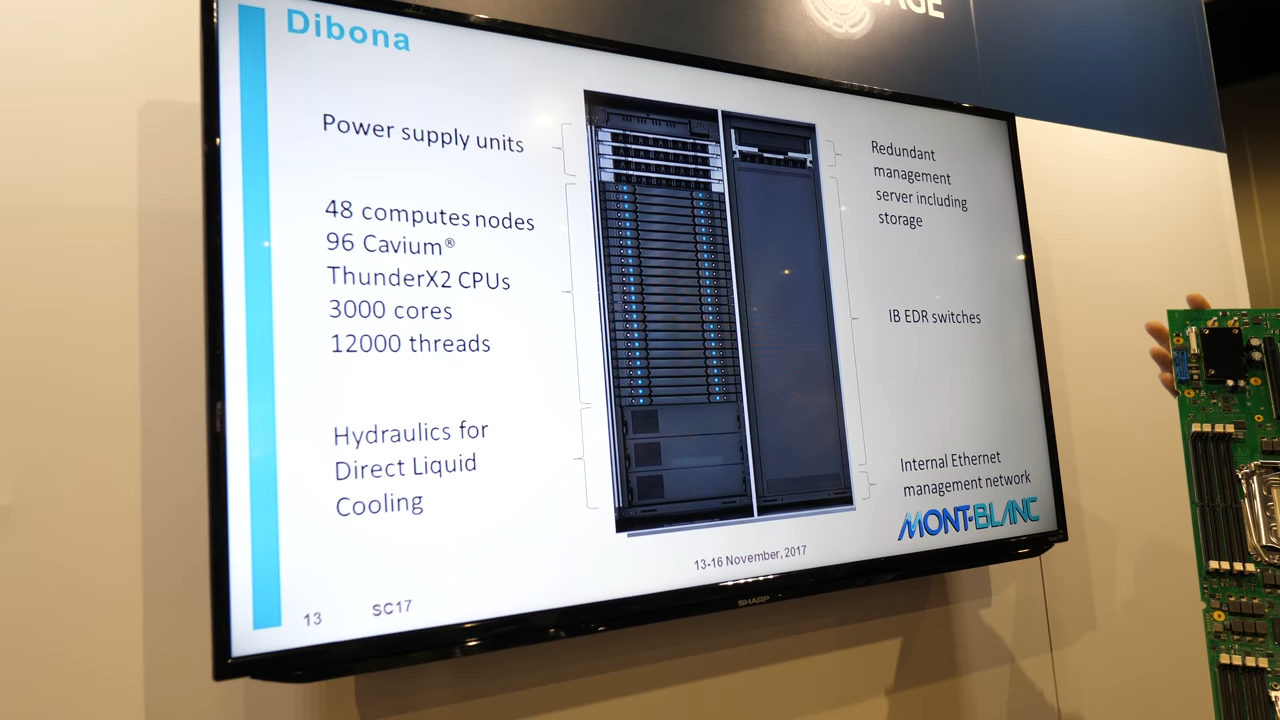 Dibona
Power supply units
48 computes nodes
96 Cavium®
ThunderX2 CPUs
3000 cores
12000 threads
Hydraulics for
Direct Liquid
Cooling
Redundant
management
server including
storage
IB EDR switches
Internal Ethernet
management network
MONT-BLANC
13-16 November, 2017
13
SC17
SHARP